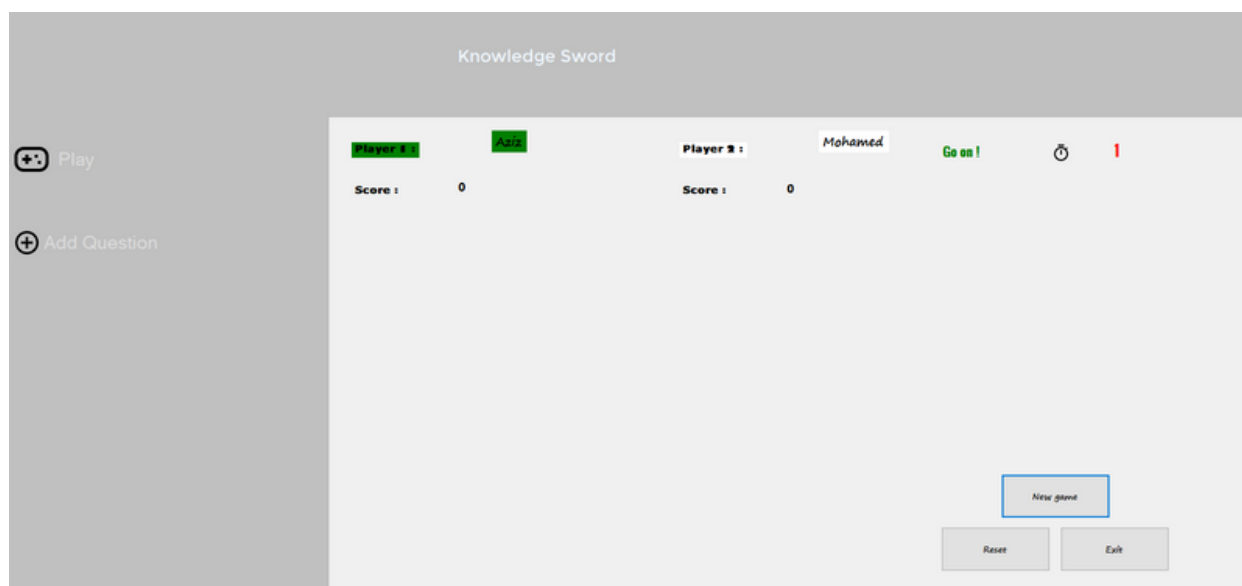 Knowledge Sword
Play
Add Question
Player 1 : Aziz Player 2 : Mohamed Go on ! 1
Score : 0 Score : 0
New game
Reset Exit